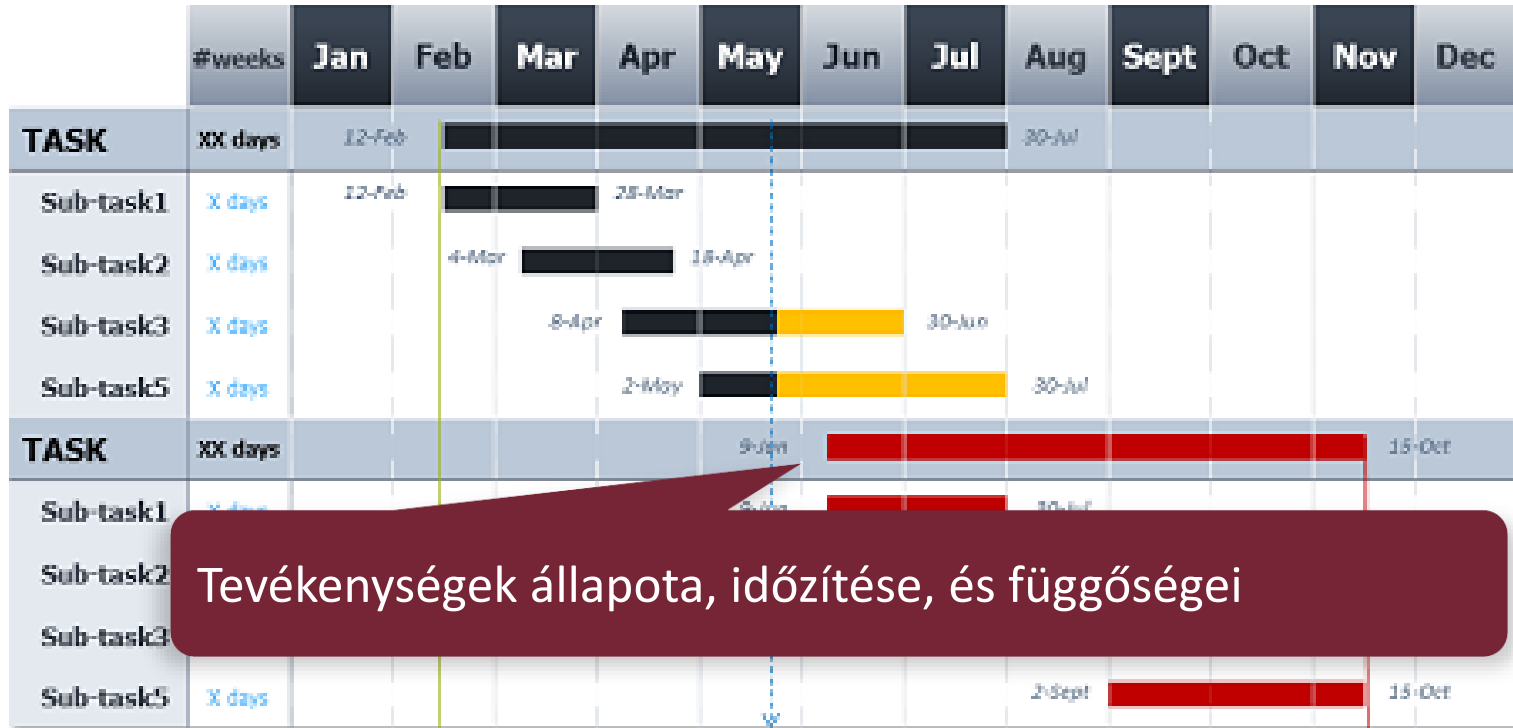 #weeks Jan Feb Mar Apr May Jun Jul Aug Sept Oct Nov Dec
TASK XX days 12-Feb 30-Jul
Sub-task1 X days 12-Feb 28-Mar
Sub-task2 X days 4-Mar 18-Apr
Sub-task3 X days 8-Apr 30-Jun
Sub-task5 X days 2-May 30-Jul
TASK XX days 9-Jun 15-Oct
Sub-task1
Sub-task2
Tevékenységek állapota, időzítése, és függőségei
Sub-task3
Sub-task5 X days 2-Sept 15-Oct